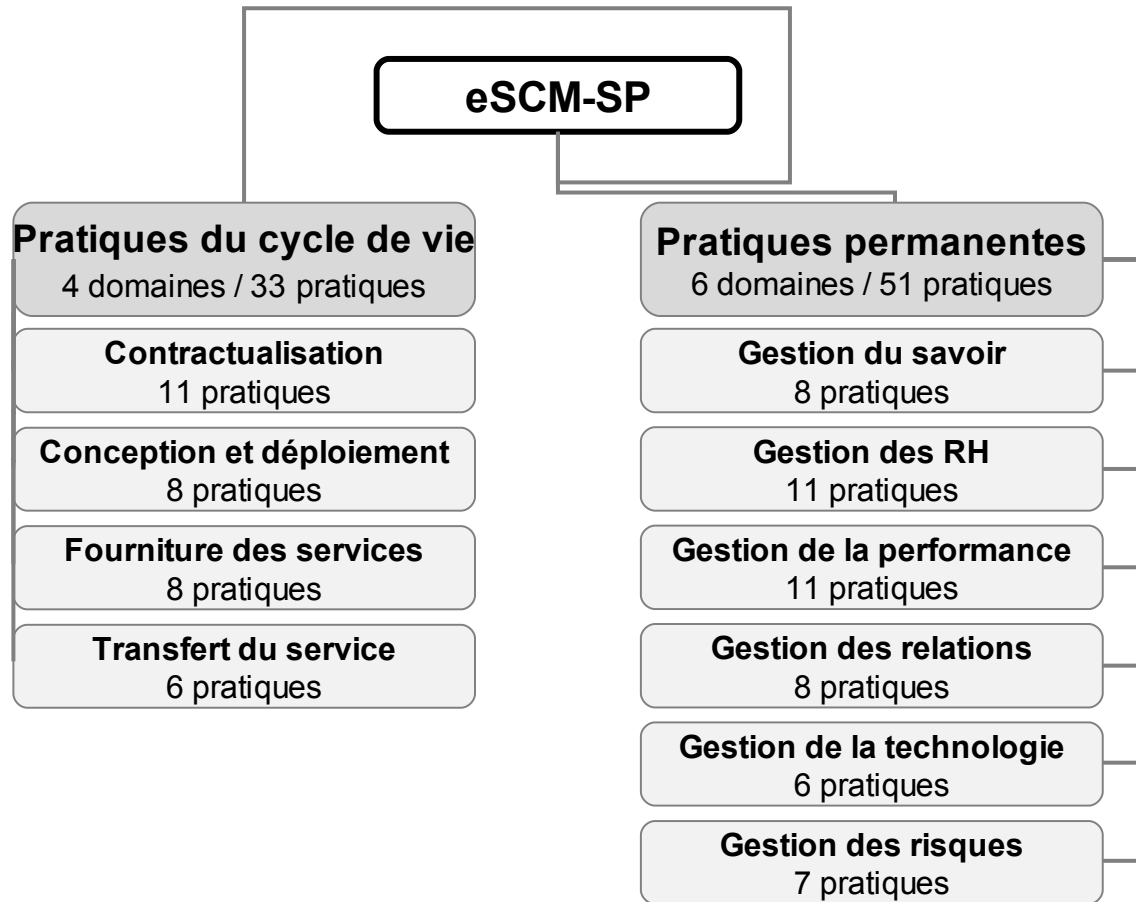 eSCM-SP
Pratiques du cycle de vie
4 domaines / 33 pratiques
Contractualisation
11 pratiques
Conception et déploiement
8 pratiques
Fourniture des services
8 pratiques
Transfert du service
6 pratiques
Pratiques permanentes
6 domaines / 51 pratiques
Gestion du savoir
8 pratiques
Gestion des RH
11 pratiques
Gestion de la performance
11 pratiques
Gestion des relations
8 pratiques
Gestion de la technologie
6 pratiques
Gestion des risques
7 pratiques